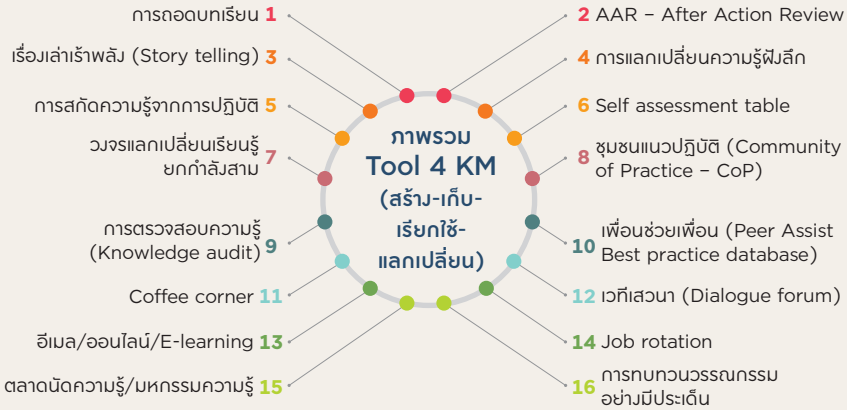 การถอดบทเรียน 1
2 AAR – After Action Review
เรื่องเล่าเร้าพลัง (Story telling) 3
4 การแลกเปลี่ยนความรู้ฝังลึก
การสกัดความรู้จากการปฏิบัติ 5
6 Self assessment table
วงจรแลกเปลี่ยนเรียนรู้
ยกกำลังสาม
7
8 ชุมชนแนวปฏิบัติ (Community
of Practice – CoP)
ภาพรวม
Tool 4 KM
(สร้าง-เก็บ-
เรียกใช้-
แลกเปลี่ยน)
การตรวจสอบความรู้
(Knowledge audit) 9
10 เพื่อนช่วยเพื่อน (Peer Assist
Best practice database)
Coffee corner 11
12 เวทีเสวนา (Dialogue forum)
อีเมล/ออนไลน์/E-learning 13
14 Job rotation
ตลาดนัดความรู้/มหกรรมความรู้ 15
16 การทบทวนวรรณกรรม
อย่างมีประเด็น